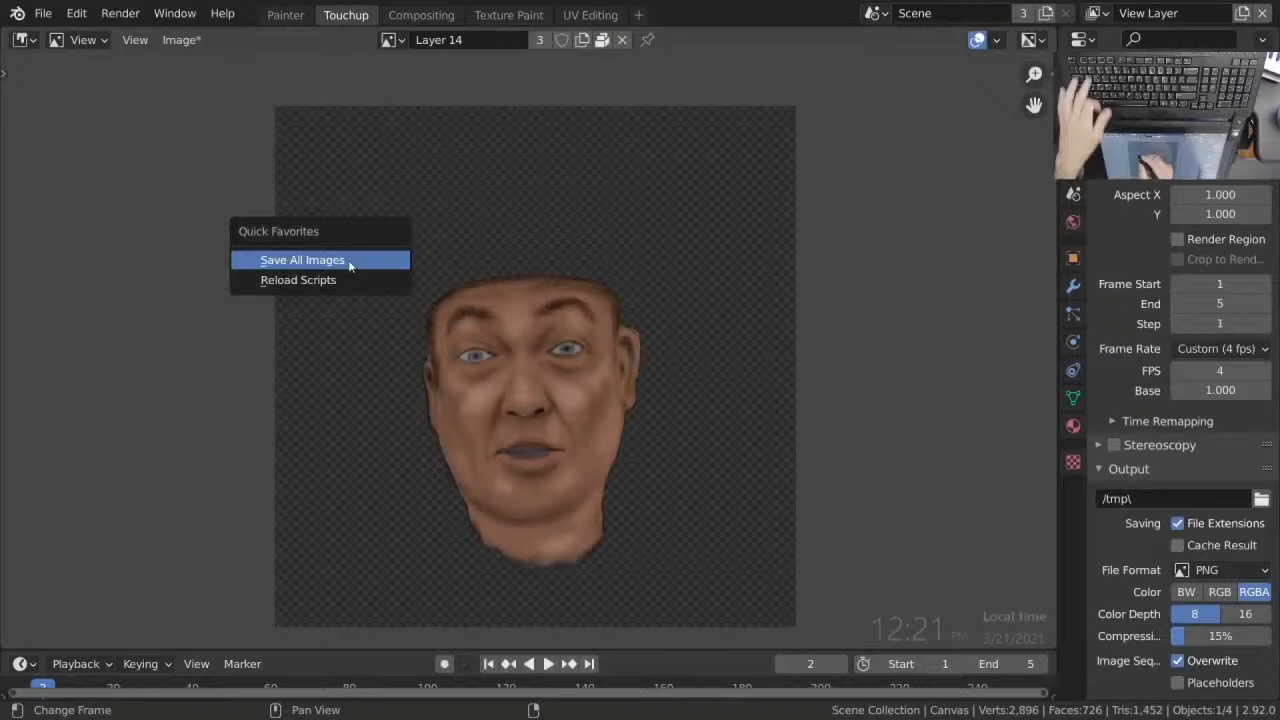 File Edit Render Window Help Painter Touchup Compositing Texture Paint UV Editing + Scene 3 View Layer
View View Image* Layer 14 3
Quick Favorites
Save All Images
Reload Scripts
Aspect X 1.000
Y 1.000
Render Region
Crop to Rend...
Frame Start 1
End 5
Step 1
Frame Rate Custom (4 fps)
FPS 4
Base 1.000
Time Remapping
Stereoscopy
Output
/tmp\
Saving File Extensions
Cache Result
File Format PNG
Color BW RGB RGBA
Color Depth 8 16
Compressi... 15%
Image Seq... Overwrite
Placeholders
Local time
12:21 PM 3/21/2021
Playback Keying View Marker 2 Start 1 End 5
Change Frame Pan View Scene Collection | Canvas | Verts:2,896 | Faces:726 | Tris:1,452 | Objects:1/4 | 2.92.0